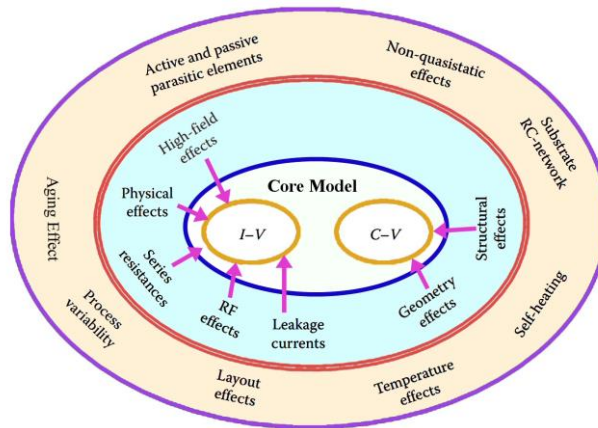 Active and passive
parasitic elements
Non-quasistatic
effects
Substrate
RC-network
High-field
effects
Core Model
Physical
effects
I–V
C–V
Structural
effects
Aging Effect
Series
resistances
RF
effects
Leakage
currents
Geometry
effects
Self-heating
Process
variability
Layout
effects
Temperature
effects